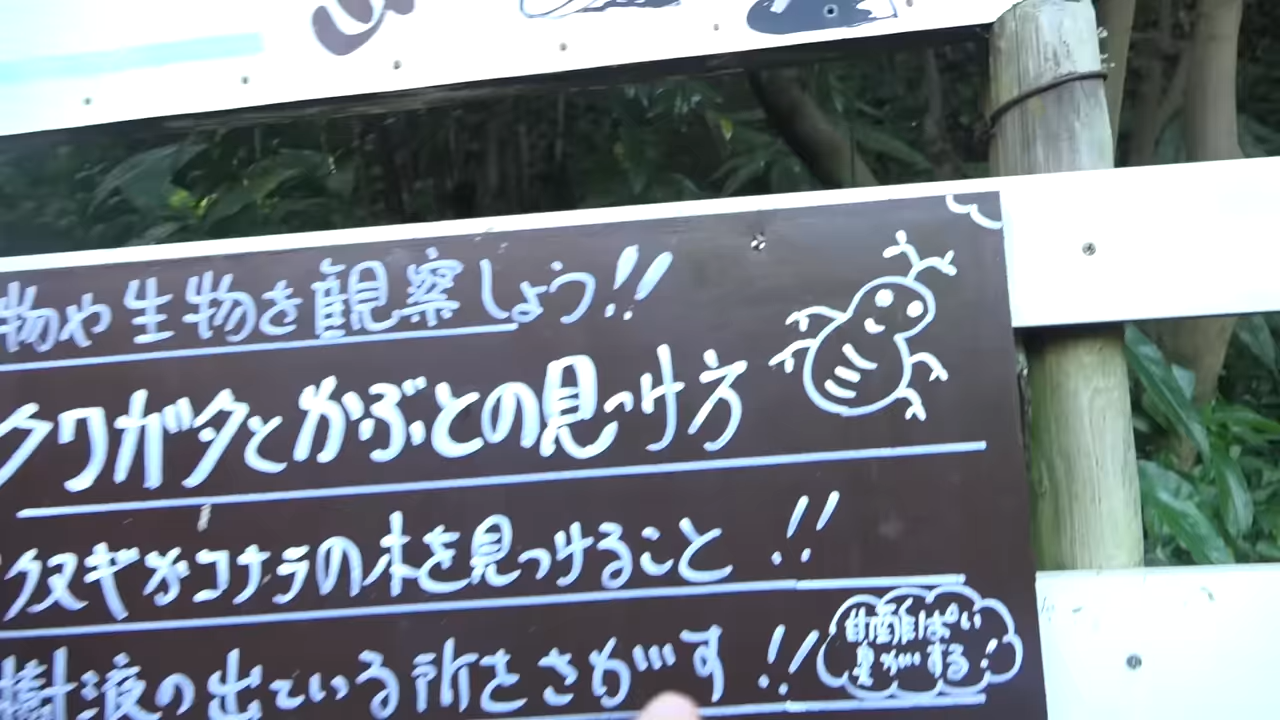 物や生物を観察しよう!!
クワガタとかぶとの見つけ方
クヌギかコナラの木を見つけること!!
樹液の出ている所をさがす!!
甘酸ぱい
臭いがする!